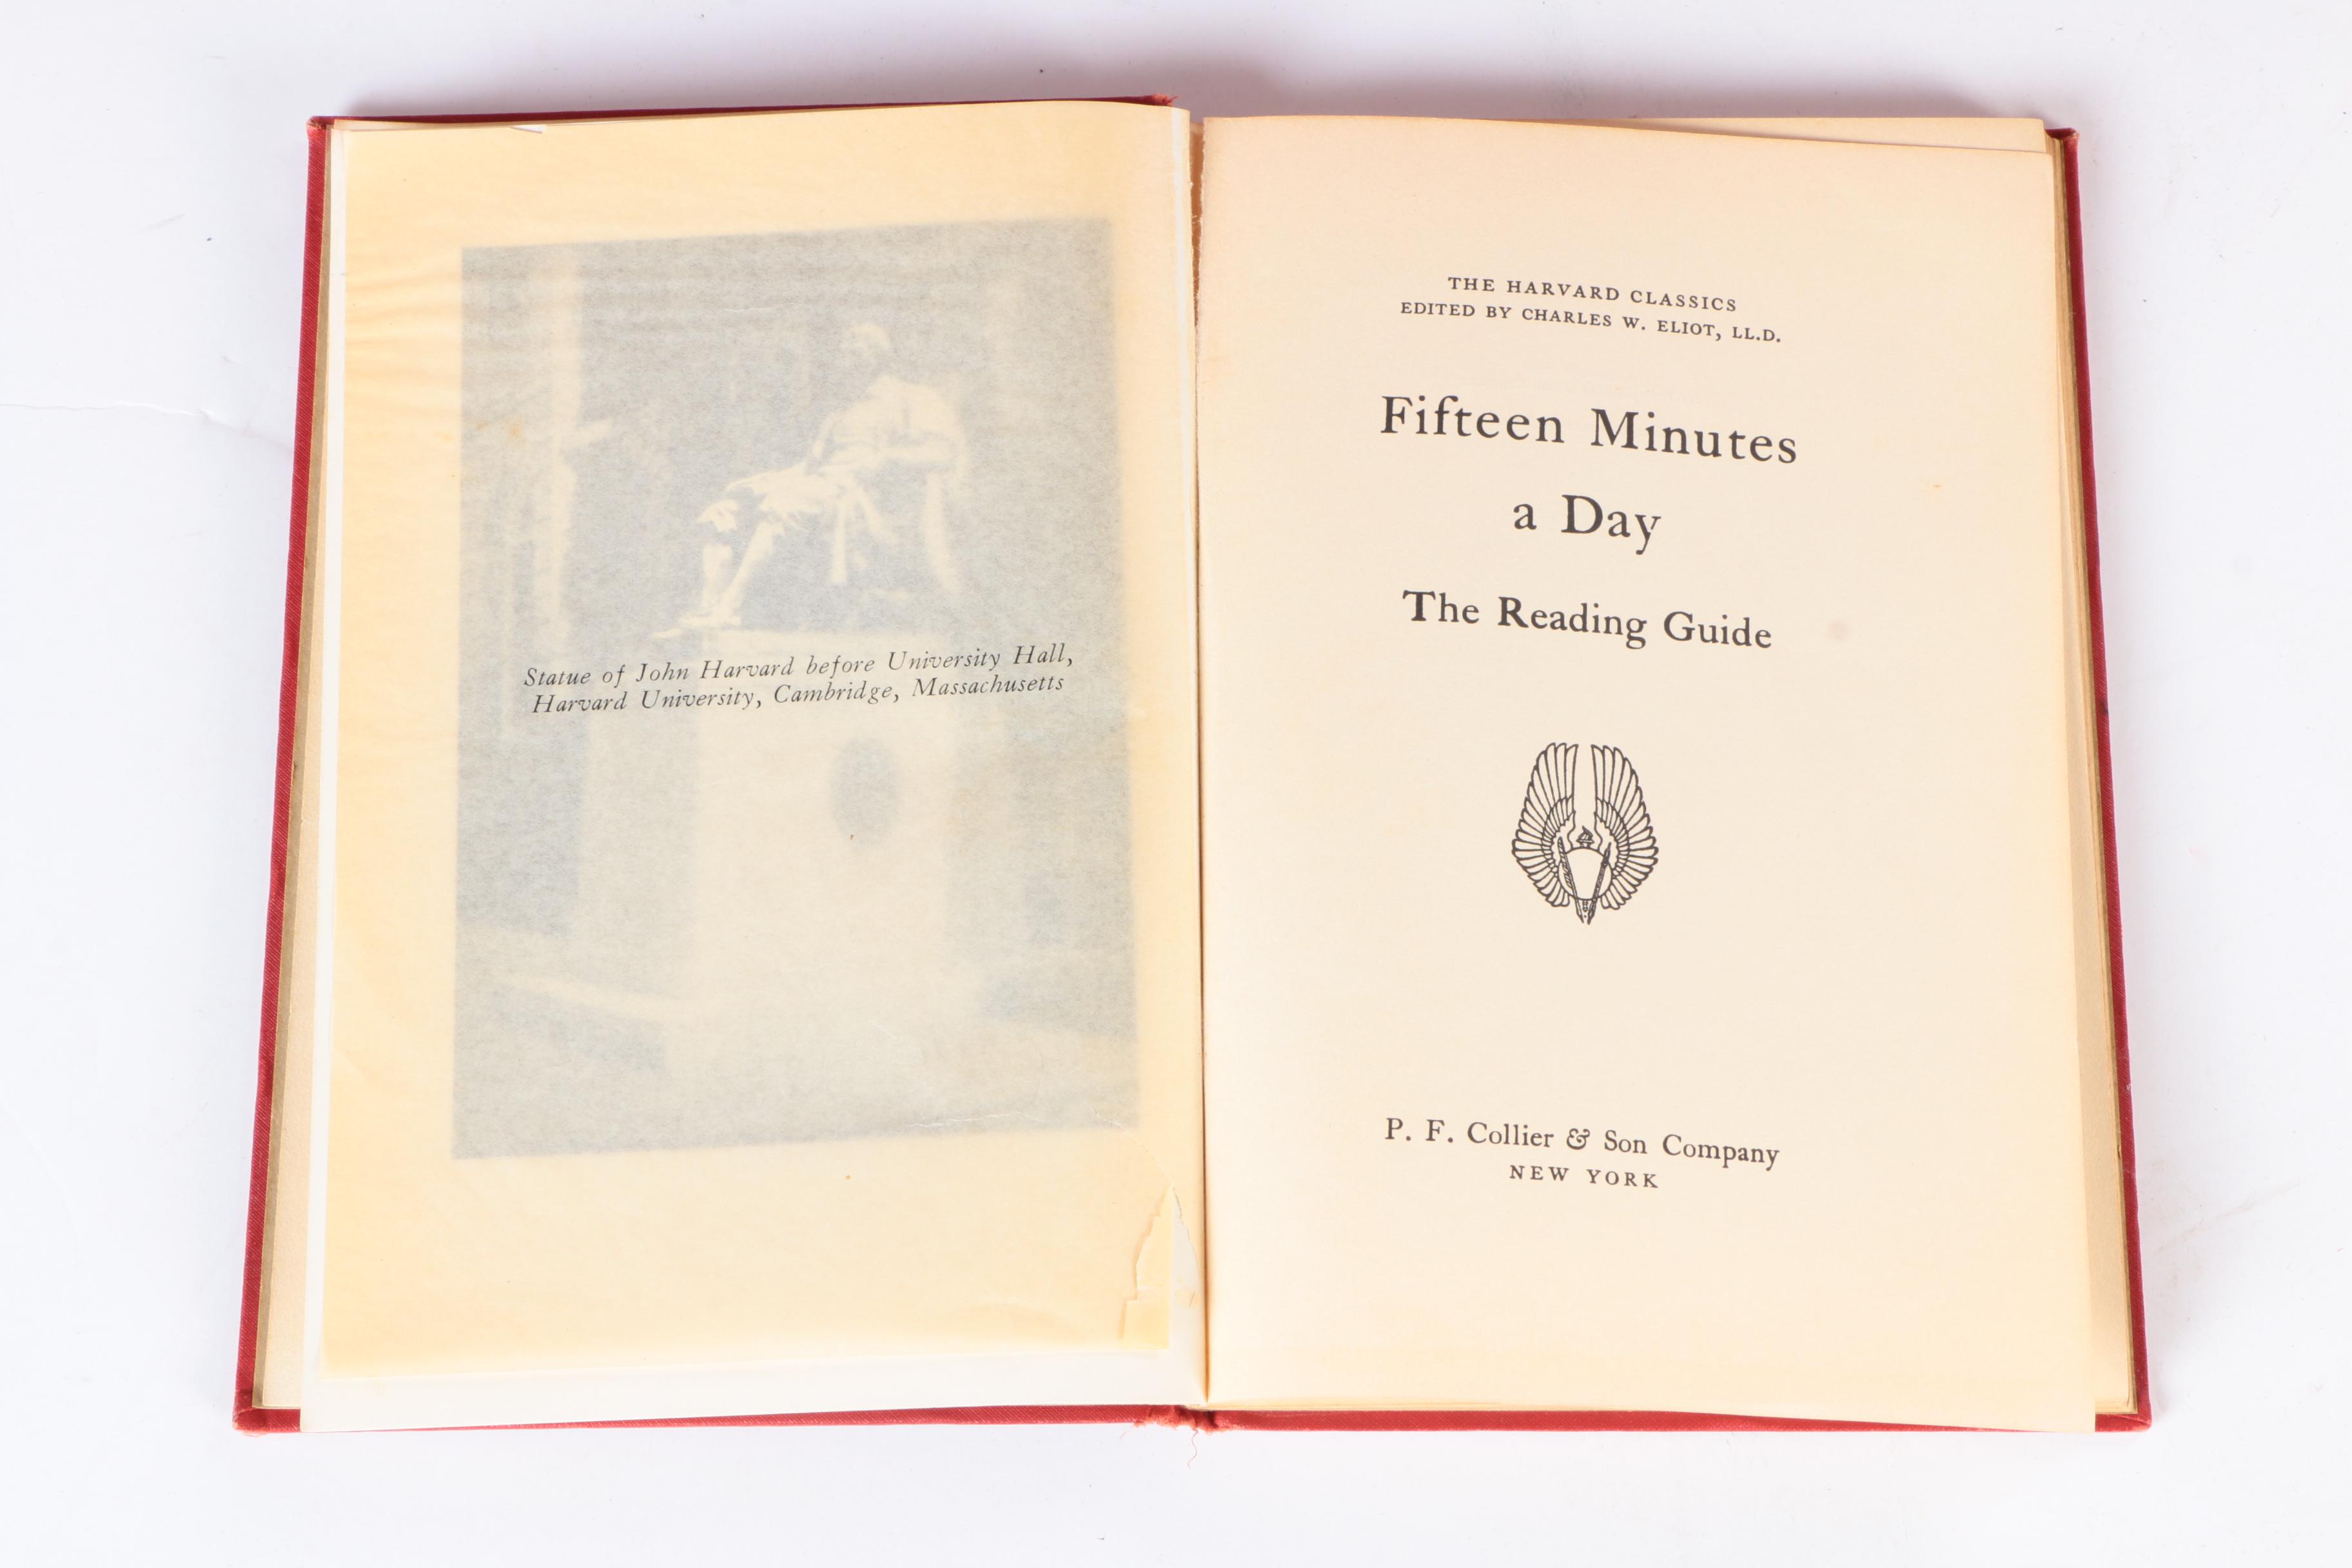 Statue of John Harvard before University Hall,
Harvard University, Cambridge, Massachusetts
THE HARVARD CLASSICS
EDITED BY CHARLES W. ELIOT, LL.D.
Fifteen Minutes
a Day
The Reading Guide
P. F. Collier & Son Company
NEW YORK